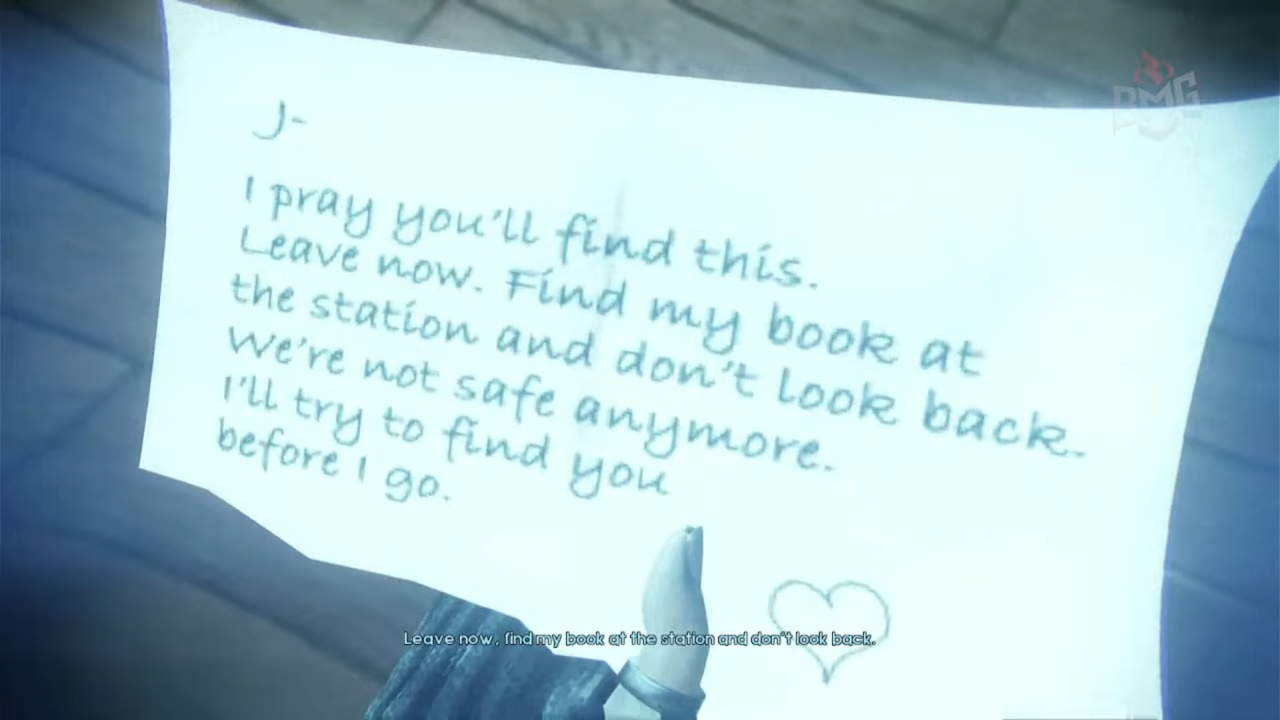 BMG
J-
I pray you'll find this.
Leave now. Find my book at
the station and don't look back.
We're not safe anymore.
I'll try to find you
before I go.
Leave now, find my book at the station and don't look back.